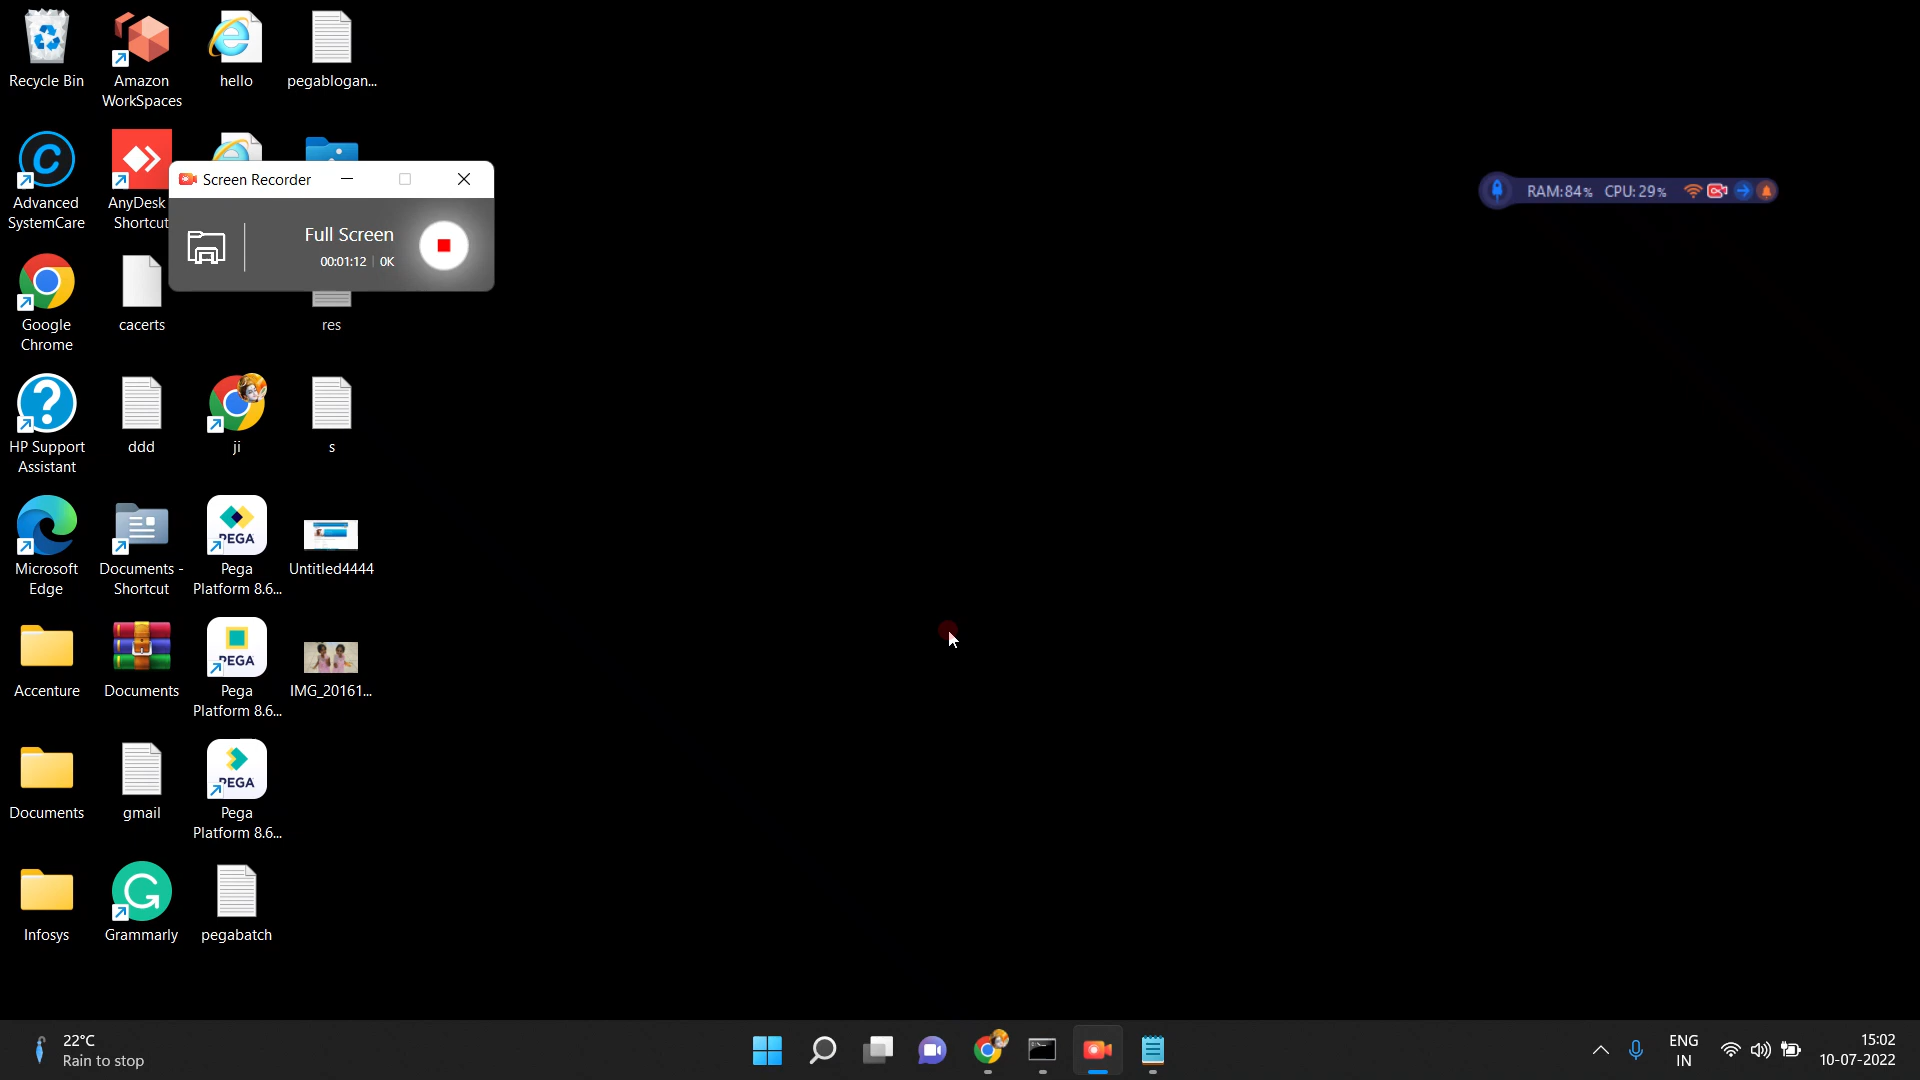 Recycle Bin
Amazon
WorkSpaces
hello
pegablogan...
Advanced
SystemCare
AnyDesk
Shortcut
Screen Recorder
Full Screen
00:01:12 | 0K
RAM:84% CPU:29%
Google
Chrome
cacerts
res
HP Support
Assistant
ddd
ji
s
Microsoft
Edge
Documents -
Shortcut
PEGA
Pega
Platform 8.6...
Untitled4444
Accenture
Documents
PEGA
Pega
Platform 8.6...
IMG_20161...
Documents
gmail
PEGA
Pega
Platform 8.6...
Infosys
Grammarly
pegabatch
22°C
Rain to stop
ENG
IN
15:02
10-07-2022